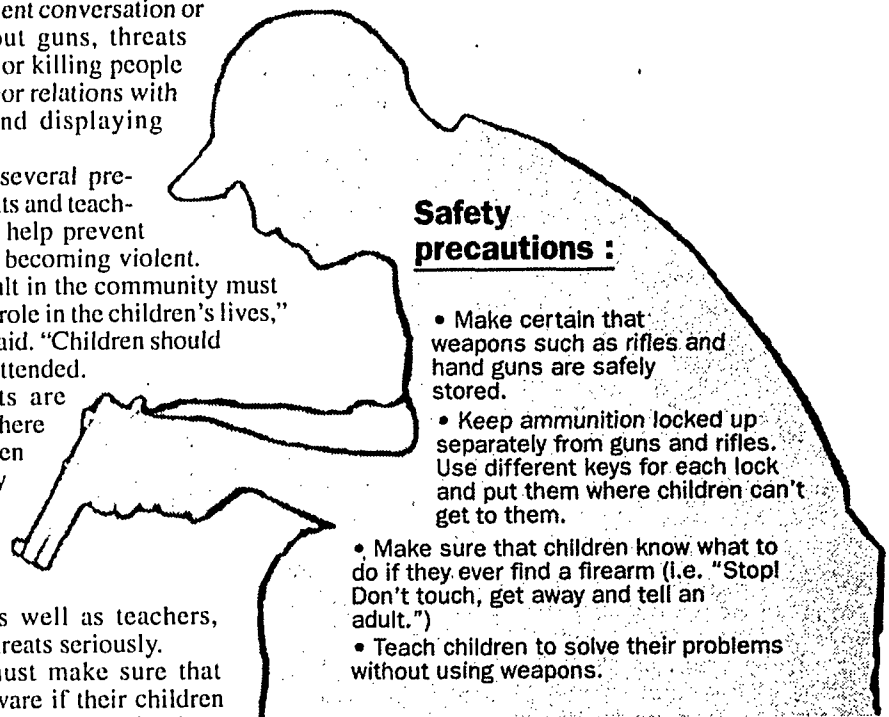 ent conversation or
out guns, threats
or killing people
or relations with
nd displaying
several pre-
ts and teach-
help prevent
becoming violent.
lt in the community must
role in the children's lives,"
aid. "Children should
ttended.
ts are
here
en
y
s well as teachers,
reats seriously.
ust make sure that
ware if their children
Safety
precautions :
• Make certain that
weapons such as rifles and
hand guns are safely
stored.
• Keep ammunition locked up
separately from guns and rifles.
Use different keys for each lock
and put them where children can't
get to them.
• Make sure that children know what to
do if they ever find a firearm (i.e. "Stop!
Don't touch, get away and tell an
adult.")
• Teach children to solve their problems
without using weapons.